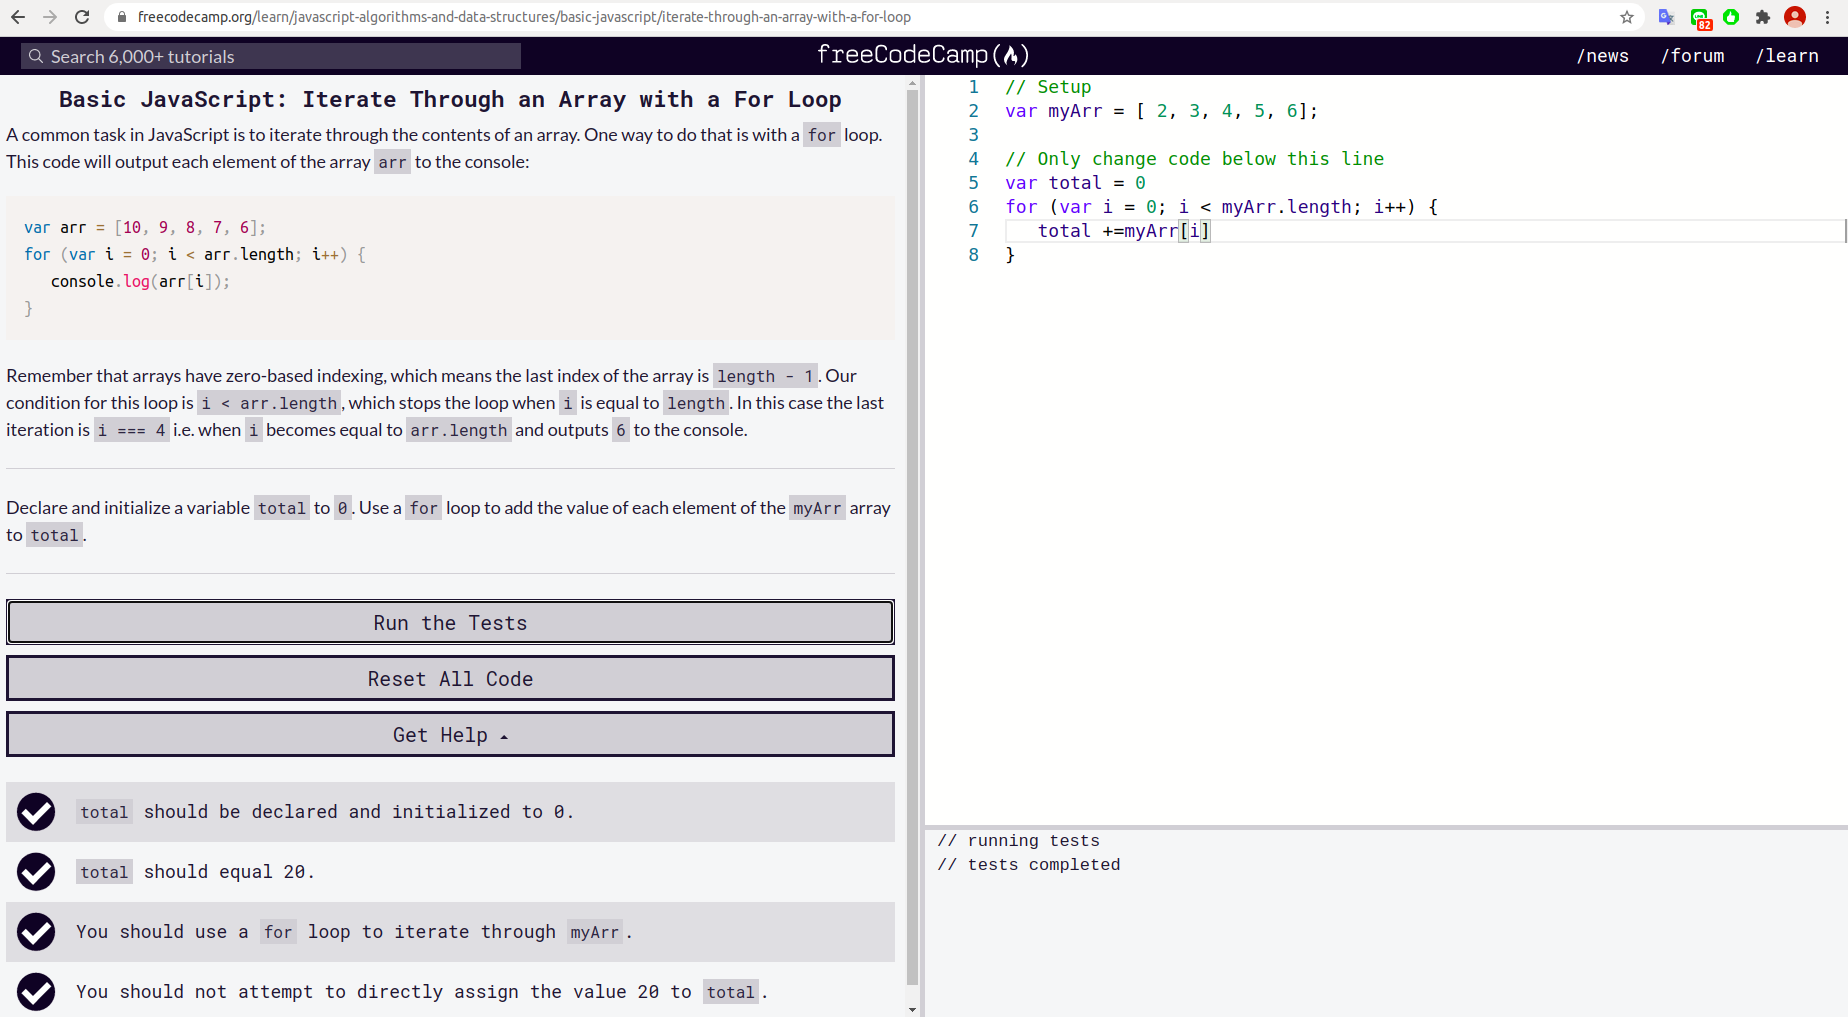 freecodecamp.org/learn/javascript-algorithms-and-data-structures/basic-javascript/iterate-through-an-array-with-a-for-loop
82
Search 6,000+ tutorials
freeCodeCamp
/news
/forum
/learn
Basic JavaScript: Iterate Through an Array with a For Loop
A common task in JavaScript is to iterate through the contents of an array. One way to do that is with a for loop.
This code will output each element of the array arr to the console:
var arr = [10, 9, 8, 7, 6];
for (var i = 0; i < arr.length; i++) {
   console.log(arr[i]);
}
Remember that arrays have zero-based indexing, which means the last index of the array is length - 1. Our
condition for this loop is i < arr.length, which stops the loop when i is equal to length. In this case the last
iteration is i === 4 i.e. when i becomes equal to arr.length and outputs 6 to the console.
Declare and initialize a variable total to 0. Use a for loop to add the value of each element of the myArr array
to total.
Run the Tests
Reset All Code
Get Help
total should be declared and initialized to 0.
total should equal 20.
You should use a for loop to iterate through myArr.
You should not attempt to directly assign the value 20 to total.
1 // Setup
2 var myArr = [ 2, 3, 4, 5, 6];
3
4 // Only change code below this line
5 var total = 0
6 for (var i = 0; i < myArr.length; i++) {
7    total +=myArr[i]
8 }
// running tests
// tests completed